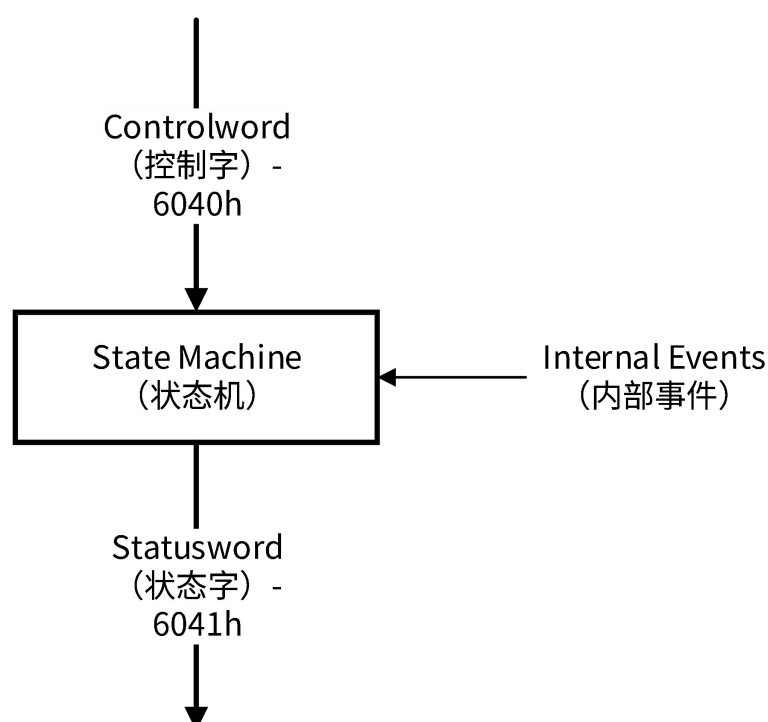 Controlword
（控制字）-
6040h
State Machine
（状态机）
Internal Events
（内部事件）
Statusword
（状态字）-
6041h